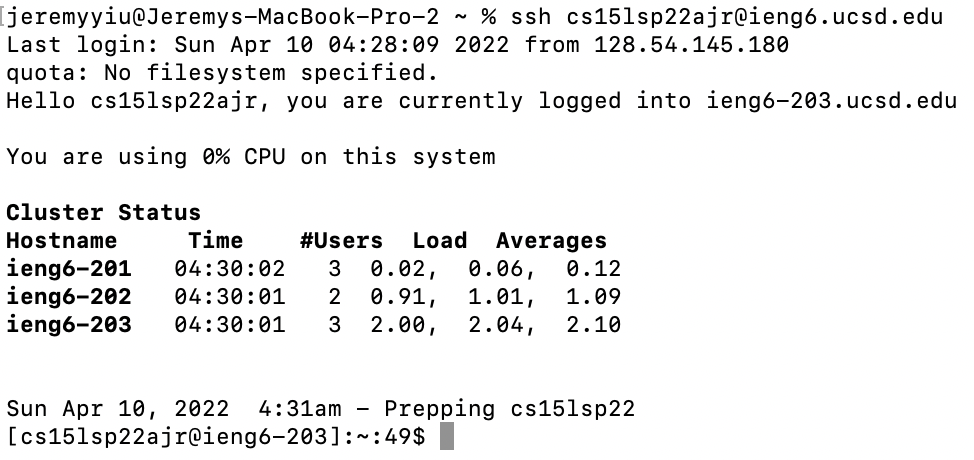 [jeremyyiu@Jeremys-MacBook-Pro-2 ~ % ssh cs15lsp22ajr@ieng6.ucsd.edu
Last login: Sun Apr 10 04:28:09 2022 from 128.54.145.180
quota: No filesystem specified.
Hello cs15lsp22ajr, you are currently logged into ieng6-203.ucsd.edu
You are using 0% CPU on this system
Cluster Status
Hostname     Time    #Users  Load  Averages
ieng6-201   04:30:02   3  0.02,  0.06,  0.12
ieng6-202   04:30:01   2  0.91,  1.01,  1.09
ieng6-203   04:30:01   3  2.00,  2.04,  2.10
Sun Apr 10, 2022  4:31am - Prepping cs15lsp22
[cs15lsp22ajr@ieng6-203]:~:49$